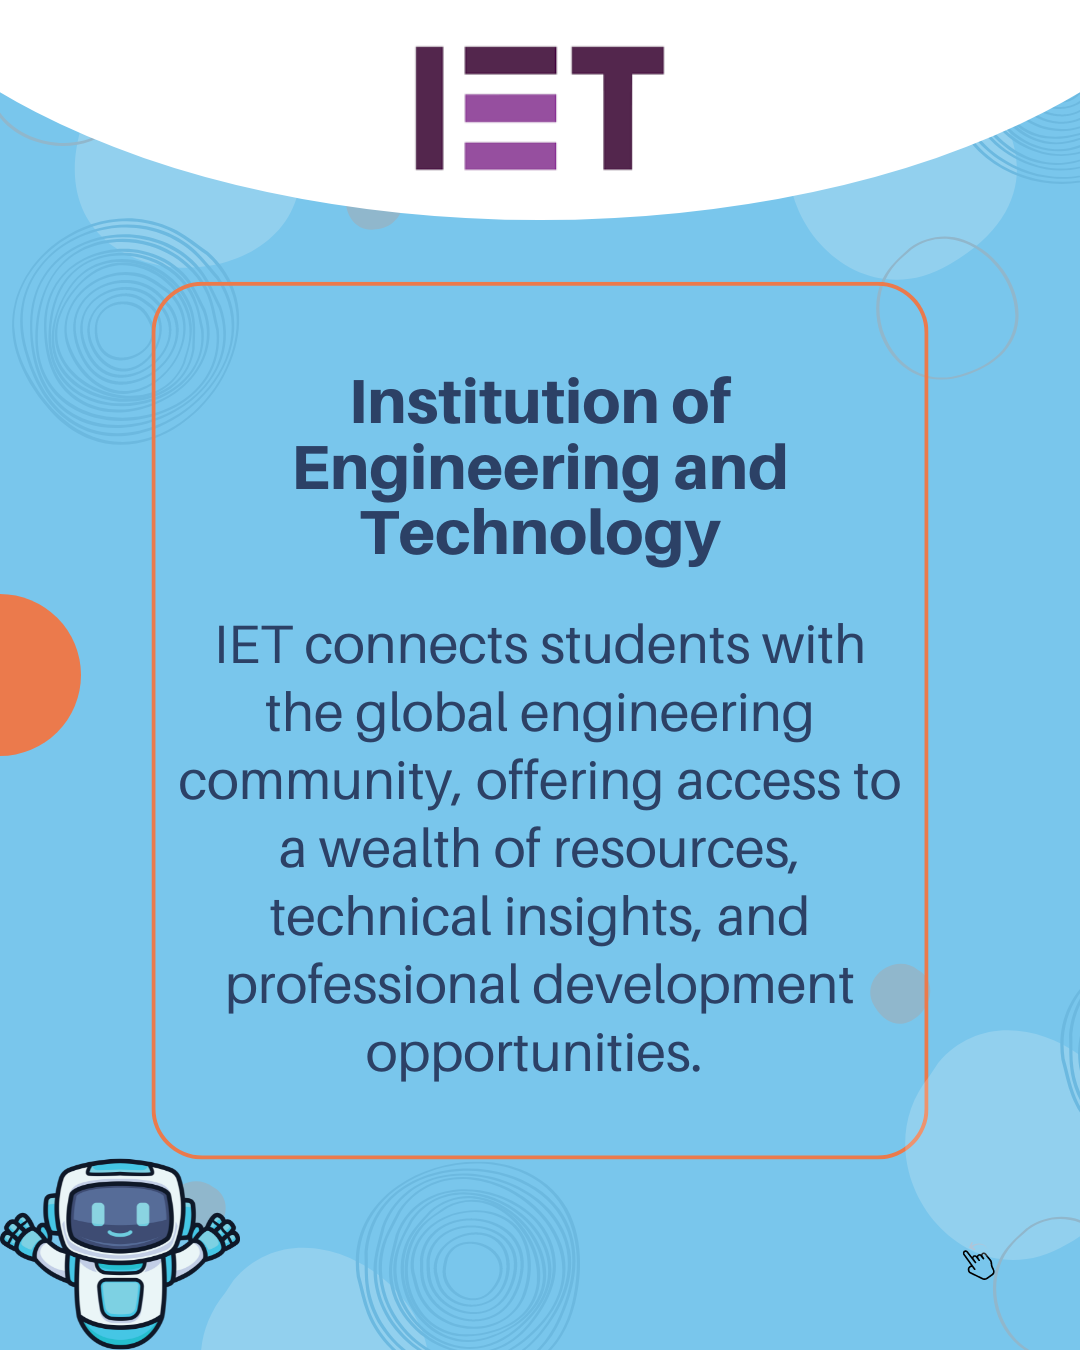 IET
Institution of
Engineering and
Technology
IET connects students with
the global engineering
community, offering access to
a wealth of resources,
technical insights, and
professional development
opportunities.